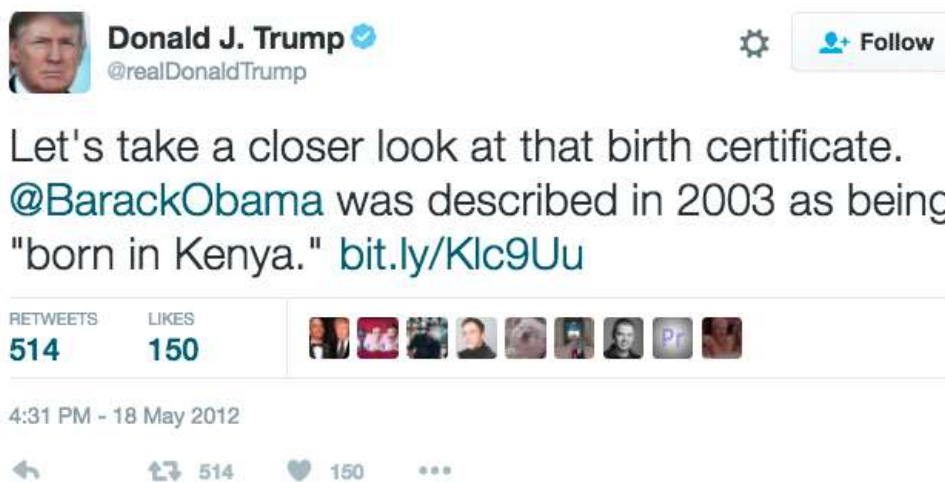 Donald J. Trump
@realDonaldTrump
Follow
Let's take a closer look at that birth certificate.
@BarackObama was described in 2003 as being
"born in Kenya." bit.ly/Klc9Uu
RETWEETS LIKES
514 150
Pr
4:31 PM - 18 May 2012
514 150